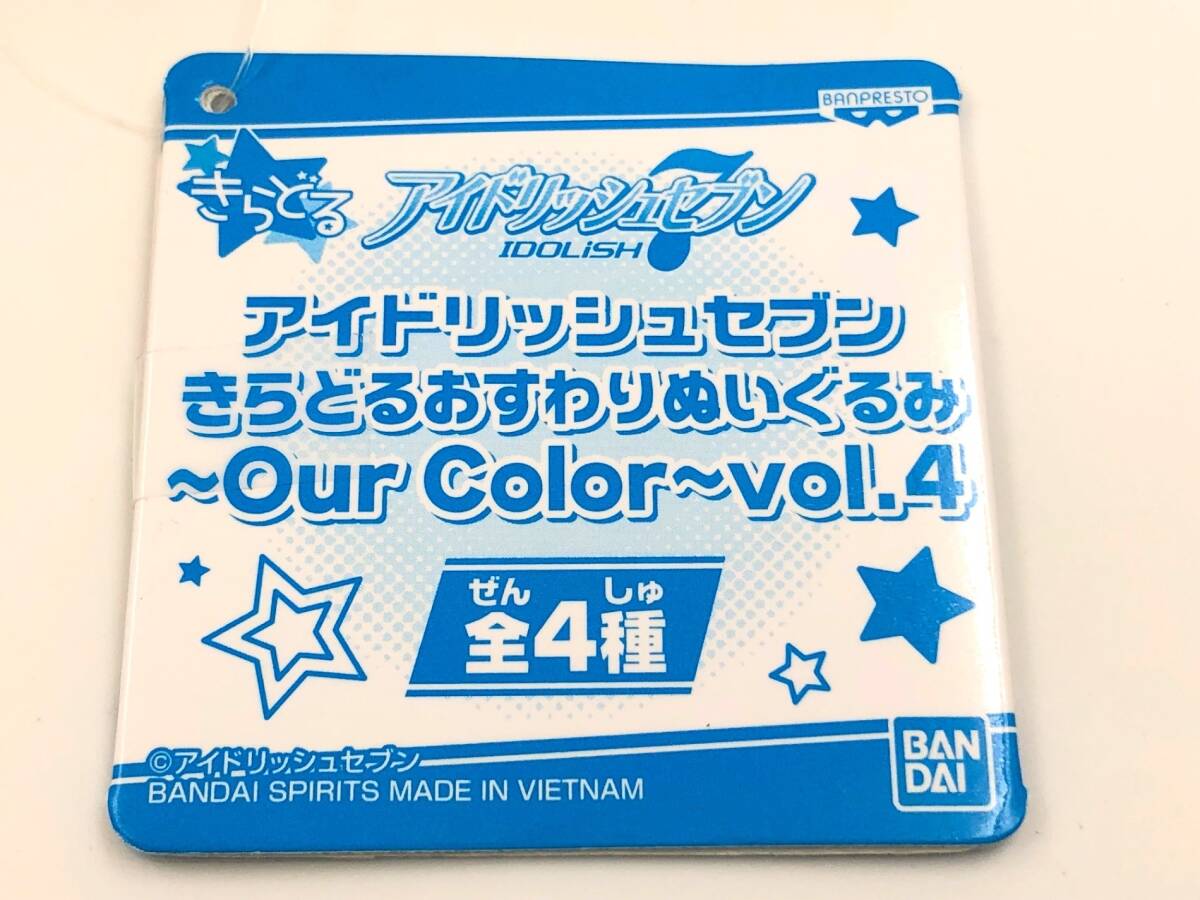 BANPRESTO
きらどる
アイドリッシュセブン
IDOLiSH7
アイドリッシュセブン
きらどるおすわりぬいぐるみ
~Our Color~vol.4
ぜん しゅ
全4種
©アイドリッシュセブン
BANDAI SPIRITS MADE IN VIETNAM
BAN
DAI